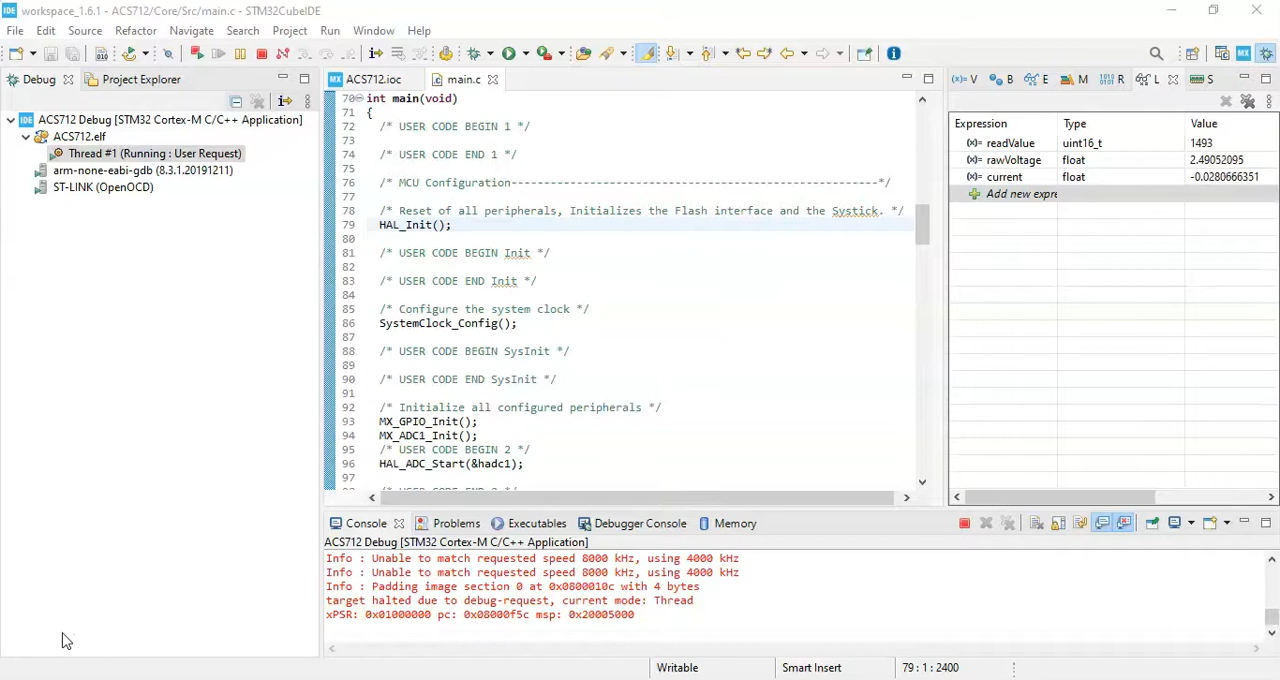 workspace_1.6.1 - ACS712/Core/Src/main.c - STM32CubeIDE
File Edit Source Refactor Navigate Search Project Run Window Help
Debug Project Explorer
ACS712 Debug [STM32 Cortex-M C/C++ Application]
ACS712.elf
Thread #1 (Running : User Request)
arm-none-eabi-gdb (8.3.1.20191211)
ST-LINK (OpenOCD)
ACS712.ioc main.c
70 int main(void)
71 {
72 /* USER CODE BEGIN 1 */
73
74 /* USER CODE END 1 */
75
76 /* MCU Configuration--------------------------------------------------------*/
77
78 /* Reset of all peripherals, Initializes the Flash interface and the Systick. */
79 HAL_Init();
80
81 /* USER CODE BEGIN Init */
82
83 /* USER CODE END Init */
84
85 /* Configure the system clock */
86 SystemClock_Config();
87
88 /* USER CODE BEGIN SysInit */
89
90 /* USER CODE END SysInit */
91
92 /* Initialize all configured peripherals */
93 MX_GPIO_Init();
94 MX_ADC1_Init();
95 /* USER CODE BEGIN 2 */
96 HAL_ADC_Start(&hadc1);
97
V B E M R L S
Expression Type Value
readValue uint16_t 1493
rawVoltage float 2.49052095
current float -0.0280666351
Add new expre
Console Problems Executables Debugger Console Memory
ACS712 Debug [STM32 Cortex-M C/C++ Application]
Info : Unable to match requested speed 8000 kHz, using 4000 kHz
Info : Unable to match requested speed 8000 kHz, using 4000 kHz
Info : Padding image section 0 at 0x0800010c with 4 bytes
target halted due to debug-request, current mode: Thread
xPSR: 0x01000000 pc: 0x08000f5c msp: 0x20005000
Writable Smart Insert 79 : 1 : 2400